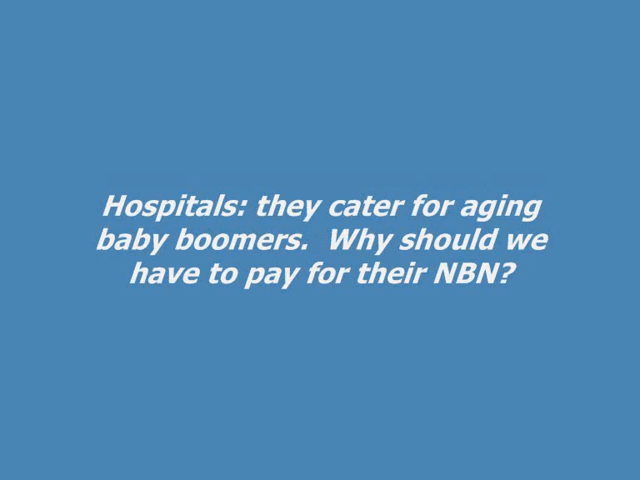 Hospitals: they cater for aging
baby boomers.  Why should we
have to pay for their NBN?